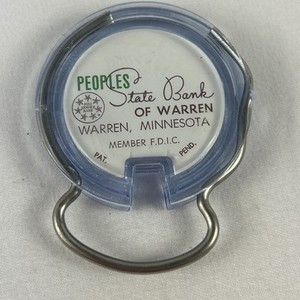 PEOPLES
State Bank
OF WARREN
WARREN, MINNESOTA
MEMBER F.D.I.C.
PAT. PEND.